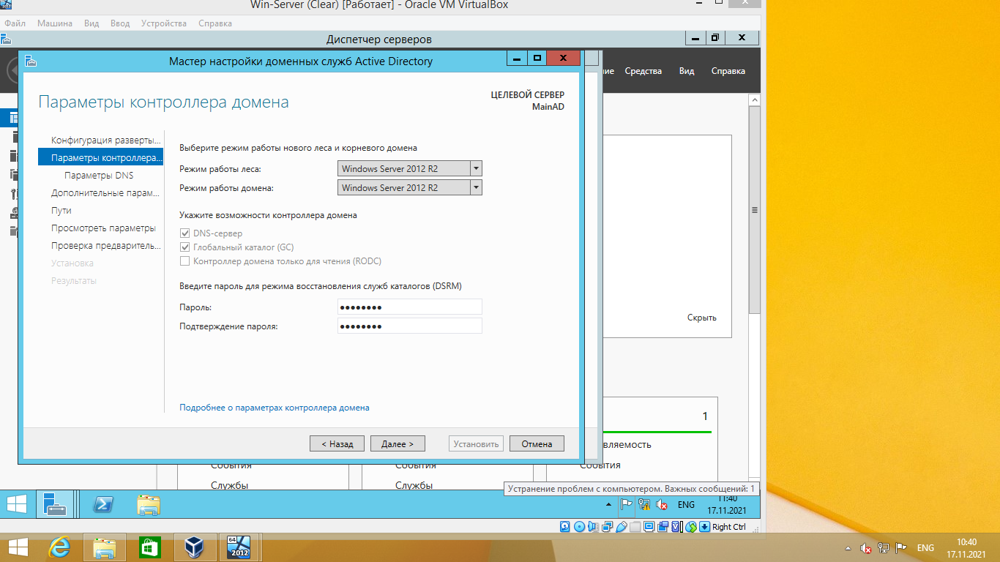 Win-Server (Clear) [Работает] - Oracle VM VirtualBox
Файл Машина Вид Ввод Устройства Справка
Диспетчер серверов
Мастер настройки доменных служб Active Directory
Средства Вид Справка
Параметры контроллера домена
ЦЕЛЕВОЙ СЕРВЕР
MainAD
Конфигурация разверты...
Параметры контроллера...
Параметры DNS
Дополнительные парам...
Пути
Просмотреть параметры
Проверка предваритель...
Установка
Результаты
Выберите режим работы нового леса и корневого домена
Режим работы леса: Windows Server 2012 R2
Режим работы домена: Windows Server 2012 R2
Укажите возможности контроллера домена
DNS-сервер
Глобальный каталог (GC)
Контроллер домена только для чтения (RODC)
Введите пароль для режима восстановления служб каталогов (DSRM)
Пароль: ●●●●●●●●
Подтверждение пароля: ●●●●●●●●
Подробнее о параметрах контроллера домена
< Назад Далее > Установить Отмена
Скрыть
1
вляемость
События События События
Службы Службы
Устранение проблем с компьютером. Важных сообщений: 1
ENG 11:40
17.11.2021
Right Ctrl
64
2012
ENG 10:40
17.11.2021